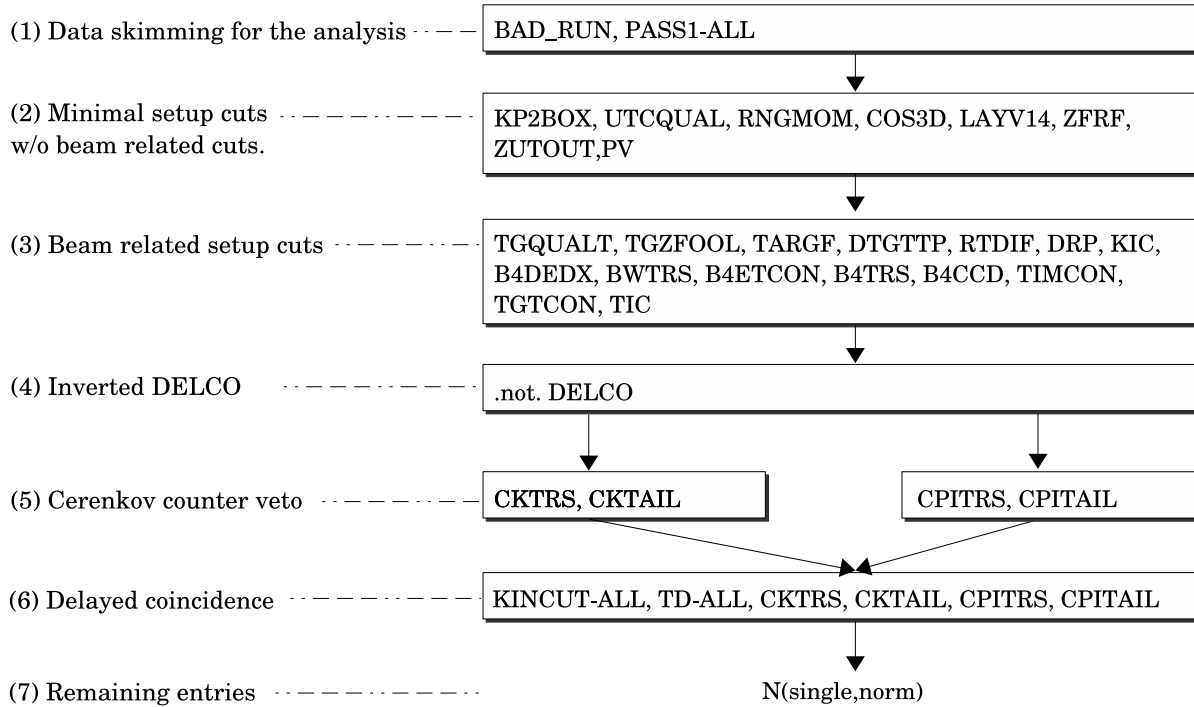 (1) Data skimming for the analysis
BAD_RUN, PASS1-ALL
(2) Minimal setup cuts
w/o beam related cuts.
KP2BOX, UTCQUAL, RNGMOM, COS3D, LAYV14, ZFRF,
ZUTOUT,PV
(3) Beam related setup cuts
TGQUALT, TGZFOOL, TARGF, DTGTTP, RTDIF, DRP, KIC,
B4DEDX, BWTRS, B4ETCON, B4TRS, B4CCD, TIMCON,
TGTCON, TIC
(4) Inverted DELCO
.not. DELCO
(5) Cerenkov counter veto
CKTRS, CKTAIL
CPITRS, CPITAIL
(6) Delayed coincidence
KINCUT-ALL, TD-ALL, CKTRS, CKTAIL, CPITRS, CPITAIL
(7) Remaining entries
N(single,norm)